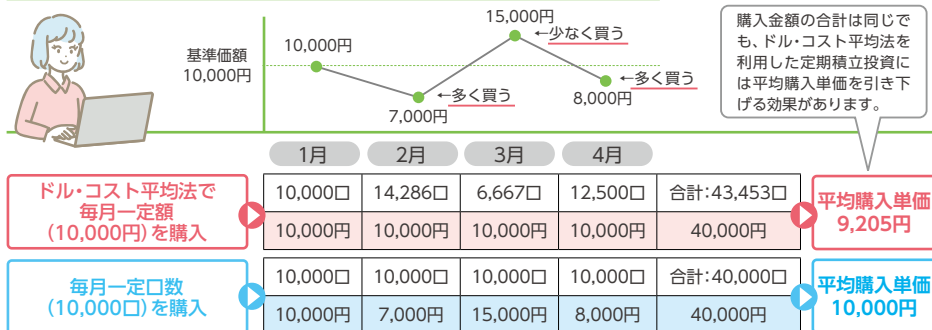 15,000円
10,000円
←少なく買う
基準価額
10,000円
←多く買う
7,000円
←多く買う
8,000円
購入金額の合計は同じで
も、ドル・コスト平均法を
利用した定期積立投資に
は平均購入単価を引き下
げる効果があります。
1月 2月 3月 4月
ドル・コスト平均法で
毎月一定額
（10,000円）を購入
10,000口 14,286口 6,667口 12,500口 合計：43,453口
10,000円 10,000円 10,000円 10,000円 40,000円
平均購入単価
9,205円
毎月一定口数
（10,000口）を購入
10,000口 10,000口 10,000口 10,000口 合計：40,000口
10,000円 7,000円 15,000円 8,000円 40,000円
平均購入単価
10,000円